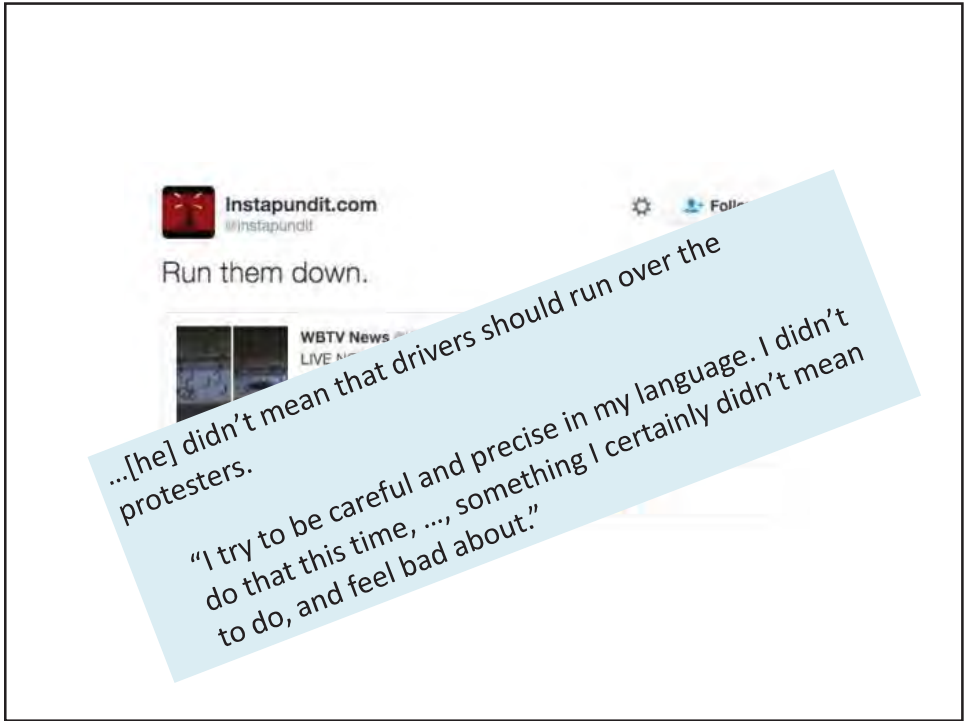 Instapundit.com
@instapundit
Follo
Run them down.
WBTV News
LIVE
...[he] didn't mean that drivers should run over the
protesters.
“I try to be careful and precise in my language. I didn't
do that this time, ..., something I certainly didn't mean
to do, and feel bad about.”